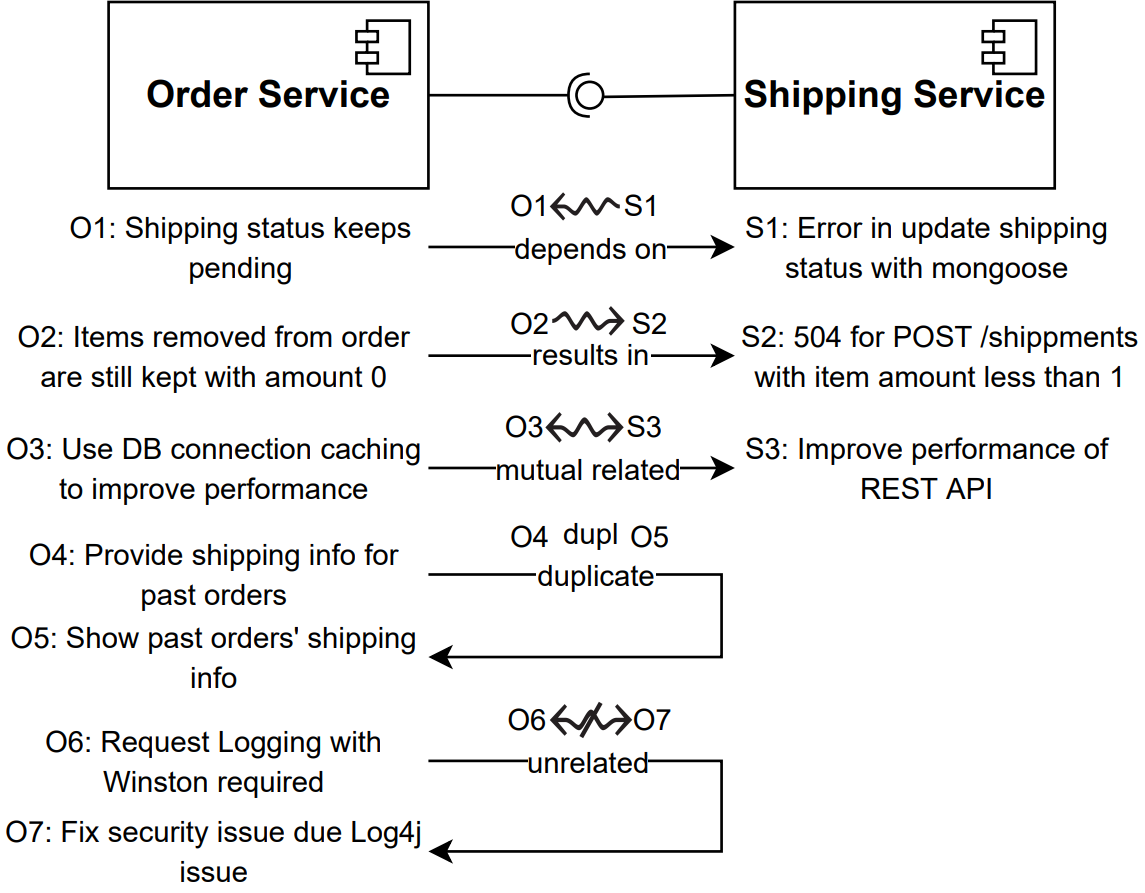 Order Service
Shipping Service
O1: Shipping status keeps
pending
O1 S1
depends on
S1: Error in update shipping
status with mongoose
O2: Items removed from order
are still kept with amount 0
O2 S2
results in
S2: 504 for POST /shippments
with item amount less than 1
O3: Use DB connection caching
to improve performance
O3 S3
mutual related
S3: Improve performance of
REST API
O4: Provide shipping info for
past orders
O4 dupl O5
duplicate
O5: Show past orders' shipping
info
O6: Request Logging with
Winston required
O6 O7
unrelated
O7: Fix security issue due Log4j
issue